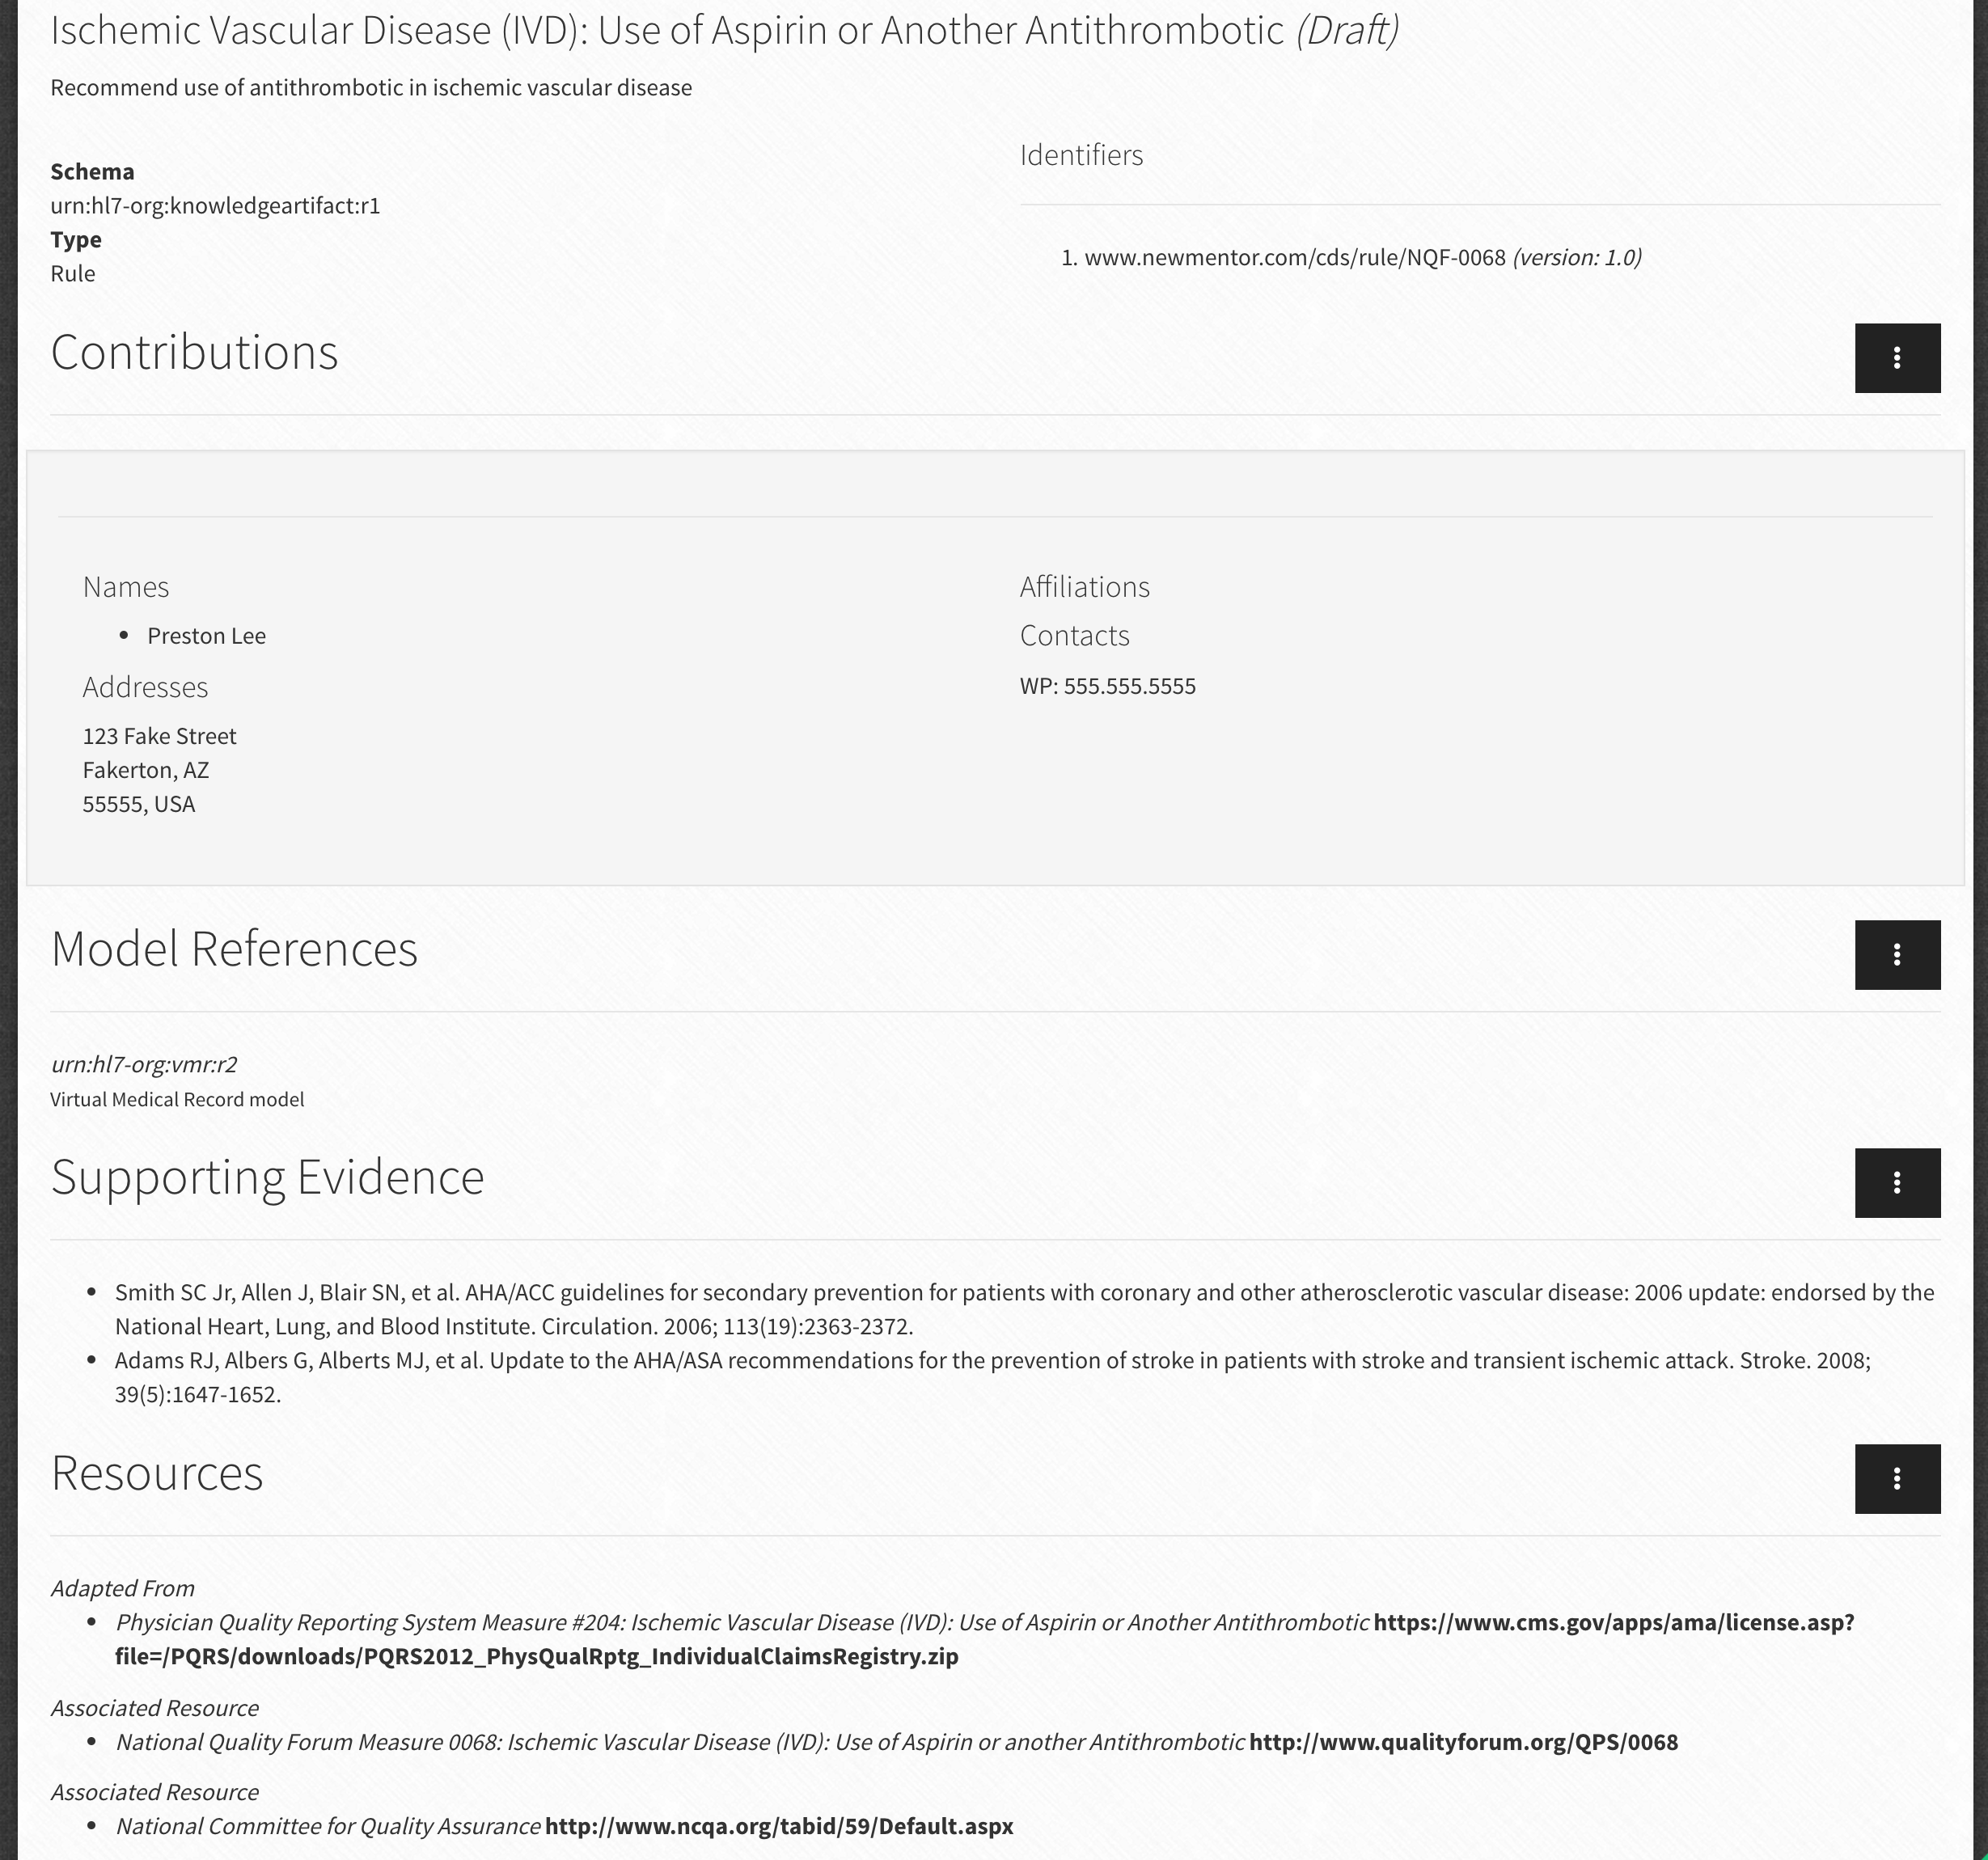 Ischemic Vascular Disease (IVD): Use of Aspirin or Another Antithrombotic (Draft)
Recommend use of antithrombotic in ischemic vascular disease
Schema
urn:hl7-org:knowledgeartifact:r1
Type
Rule
Identifiers
1. www.newmentor.com/cds/rule/NQF-0068 (version: 1.0)
Contributions
Names
• Preston Lee
Addresses
123 Fake Street
Fakerton, AZ
55555, USA
Affiliations
Contacts
WP: 555.555.5555
Model References
urn:hl7-org:vmr:r2
Virtual Medical Record model
Supporting Evidence
• Smith SC Jr, Allen J, Blair SN, et al. AHA/ACC guidelines for secondary prevention for patients with coronary and other atherosclerotic vascular disease: 2006 update: endorsed by the
National Heart, Lung, and Blood Institute. Circulation. 2006; 113(19):2363-2372.
• Adams RJ, Albers G, Alberts MJ, et al. Update to the AHA/ASA recommendations for the prevention of stroke in patients with stroke and transient ischemic attack. Stroke. 2008;
39(5):1647-1652.
Resources
Adapted From
• Physician Quality Reporting System Measure #204: Ischemic Vascular Disease (IVD): Use of Aspirin or Another Antithrombotic https://www.cms.gov/apps/ama/license.asp?
file=/PQRS/downloads/PQRS2012_PhysQualRptg_IndividualClaimsRegistry.zip
Associated Resource
• National Quality Forum Measure 0068: Ischemic Vascular Disease (IVD): Use of Aspirin or another Antithrombotic http://www.qualityforum.org/QPS/0068
Associated Resource
• National Committee for Quality Assurance http://www.ncqa.org/tabid/59/Default.aspx